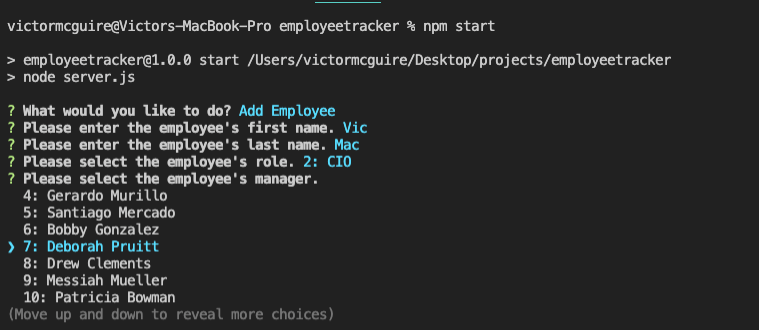 victormcguire@Victors-MacBook-Pro employeetracker % npm start
> employeetracker@1.0.0 start /Users/victormcguire/Desktop/projects/employeetracker
> node server.js
? What would you like to do? Add Employee
? Please enter the employee's first name. Vic
? Please enter the employee's last name. Mac
? Please select the employee's role. 2: CIO
? Please select the employee's manager.
4: Gerardo Murillo
5: Santiago Mercado
6: Bobby Gonzalez
❯ 7: Deborah Pruitt
8: Drew Clements
9: Messiah Mueller
10: Patricia Bowman
(Move up and down to reveal more choices)